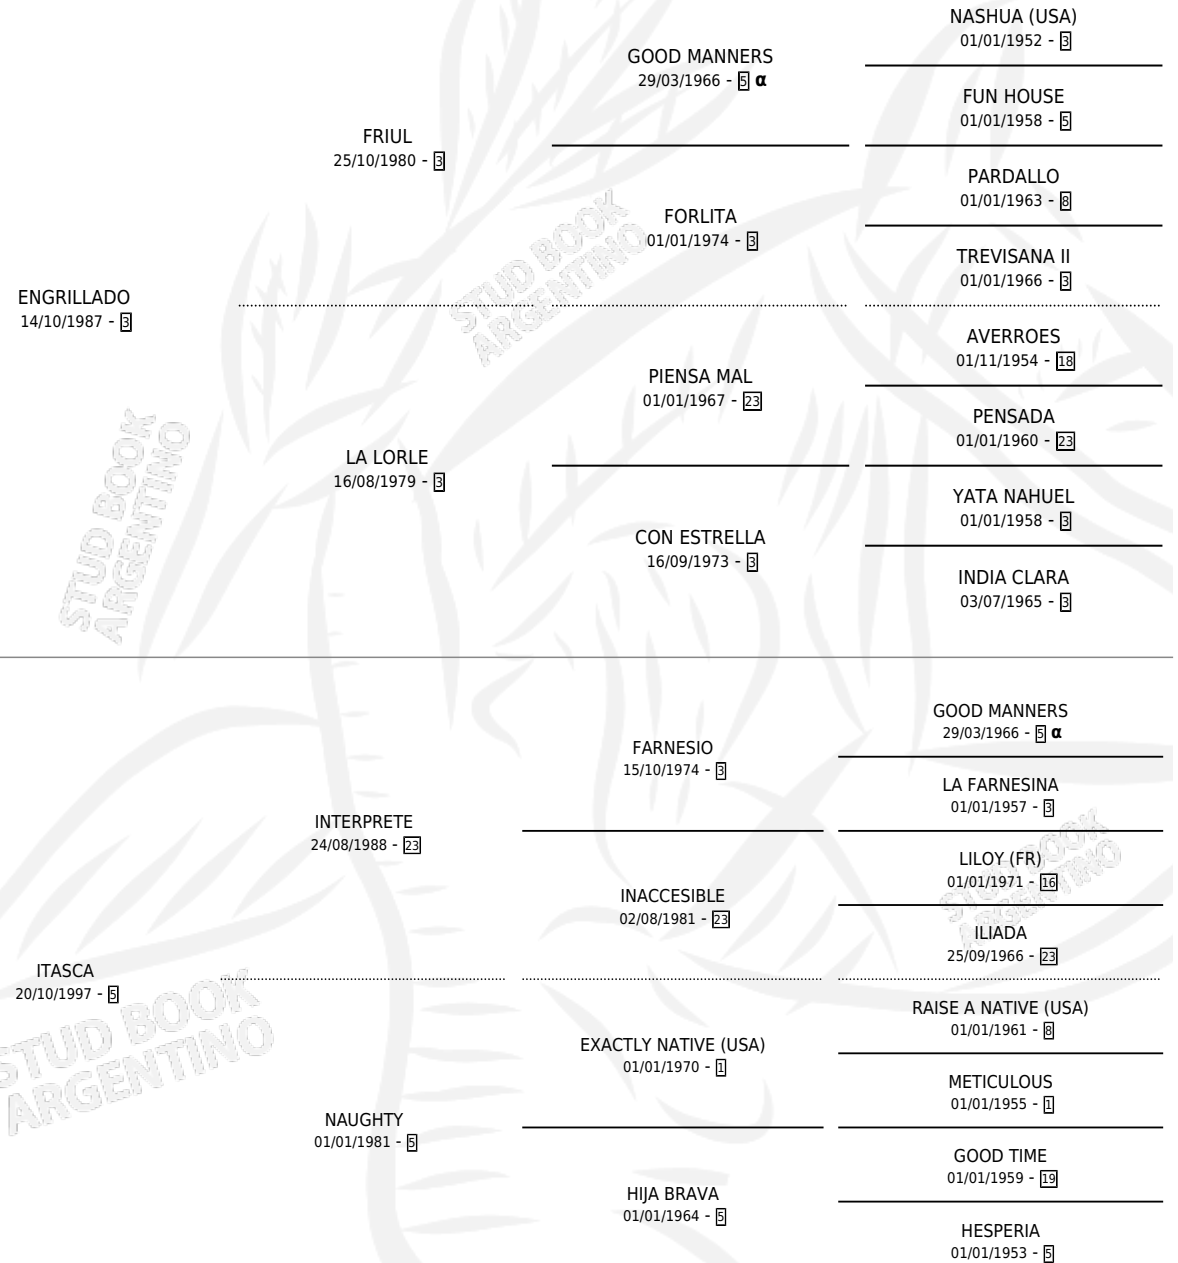 ENGRILLADO
14/10/1987 - 3
FRIUL
25/10/1980 - 3
GOOD MANNERS
29/03/1966 - 5 α
NASHUA (USA)
01/01/1952 - 3
FUN HOUSE
01/01/1958 - 5
FORLITA
01/01/1974 - 3
PARDALLO
01/01/1963 - 8
TREVISANA II
01/01/1966 - 3
LA LORLE
16/08/1979 - 3
PIENSA MAL
01/01/1967 - 23
AVERROES
01/11/1954 - 18
PENSADA
01/01/1960 - 23
CON ESTRELLA
16/09/1973 - 3
YATA NAHUEL
01/01/1958 - 3
INDIA CLARA
03/07/1965 - 3
ITASCA
20/10/1997 - 5
INTERPRETE
24/08/1988 - 23
FARNESIO
15/10/1974 - 3
GOOD MANNERS
29/03/1966 - 5 α
LA FARNESINA
01/01/1957 - 3
INACCESIBLE
02/08/1981 - 23
LILOY (FR)
01/01/1971 - 16
ILIADA
25/09/1966 - 23
NAUGHTY
01/01/1981 - 5
EXACTLY NATIVE (USA)
01/01/1970 - 1
RAISE A NATIVE (USA)
01/01/1961 - 8
METICULOUS
01/01/1955 - 1
HIJA BRAVA
01/01/1964 - 5
GOOD TIME
01/01/1959 - 19
HESPERIA
01/01/1953 - 5
STUD BOOK
ARGENTINO
STUD BOOK
ARGENTINO
STUD BOOK
ARGENTINO
STUD BOOK
ARGENTINO